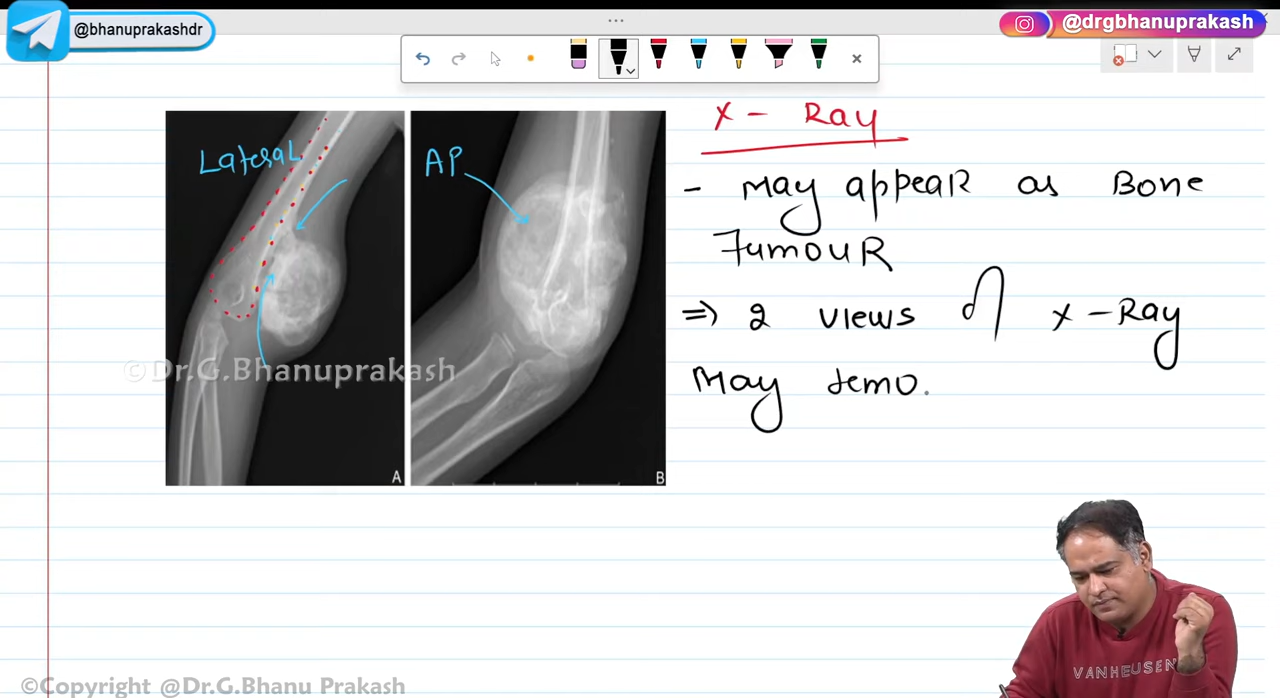 @bhanuprakashdr
@drgbhanuprakash
X - Ray
Lateral
AP
- May appear as Bone
Tumour
⇒ 2 views of X-Ray
May demo.
©Dr.G.Bhanuprakash
A
B
VANHEUSEN
©Copyright @Dr.G.Bhanu Prakash